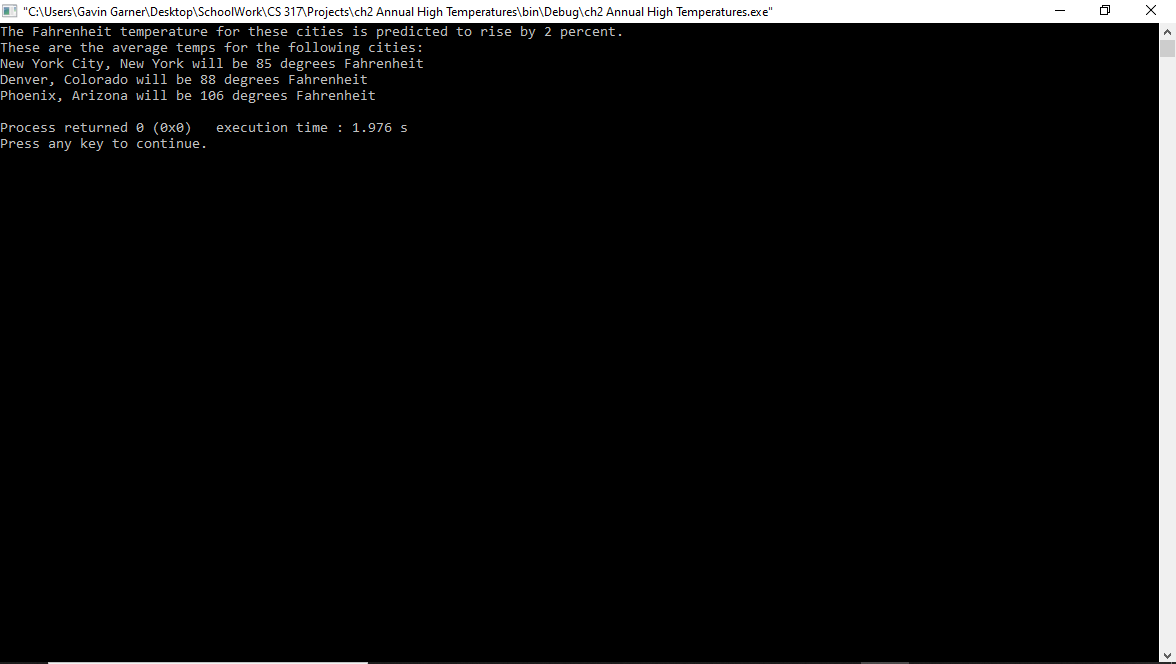 "C:\Users\Gavin Garner\Desktop\SchoolWork\CS 317\Projects\ch2 Annual High Temperatures\bin\Debug\ch2 Annual High Temperatures.exe"
The Fahrenheit temperature for these cities is predicted to rise by 2 percent.
These are the average temps for the following cities:
New York City, New York will be 85 degrees Fahrenheit
Denver, Colorado will be 88 degrees Fahrenheit
Phoenix, Arizona will be 106 degrees Fahrenheit
Process returned 0 (0x0)   execution time : 1.976 s
Press any key to continue.